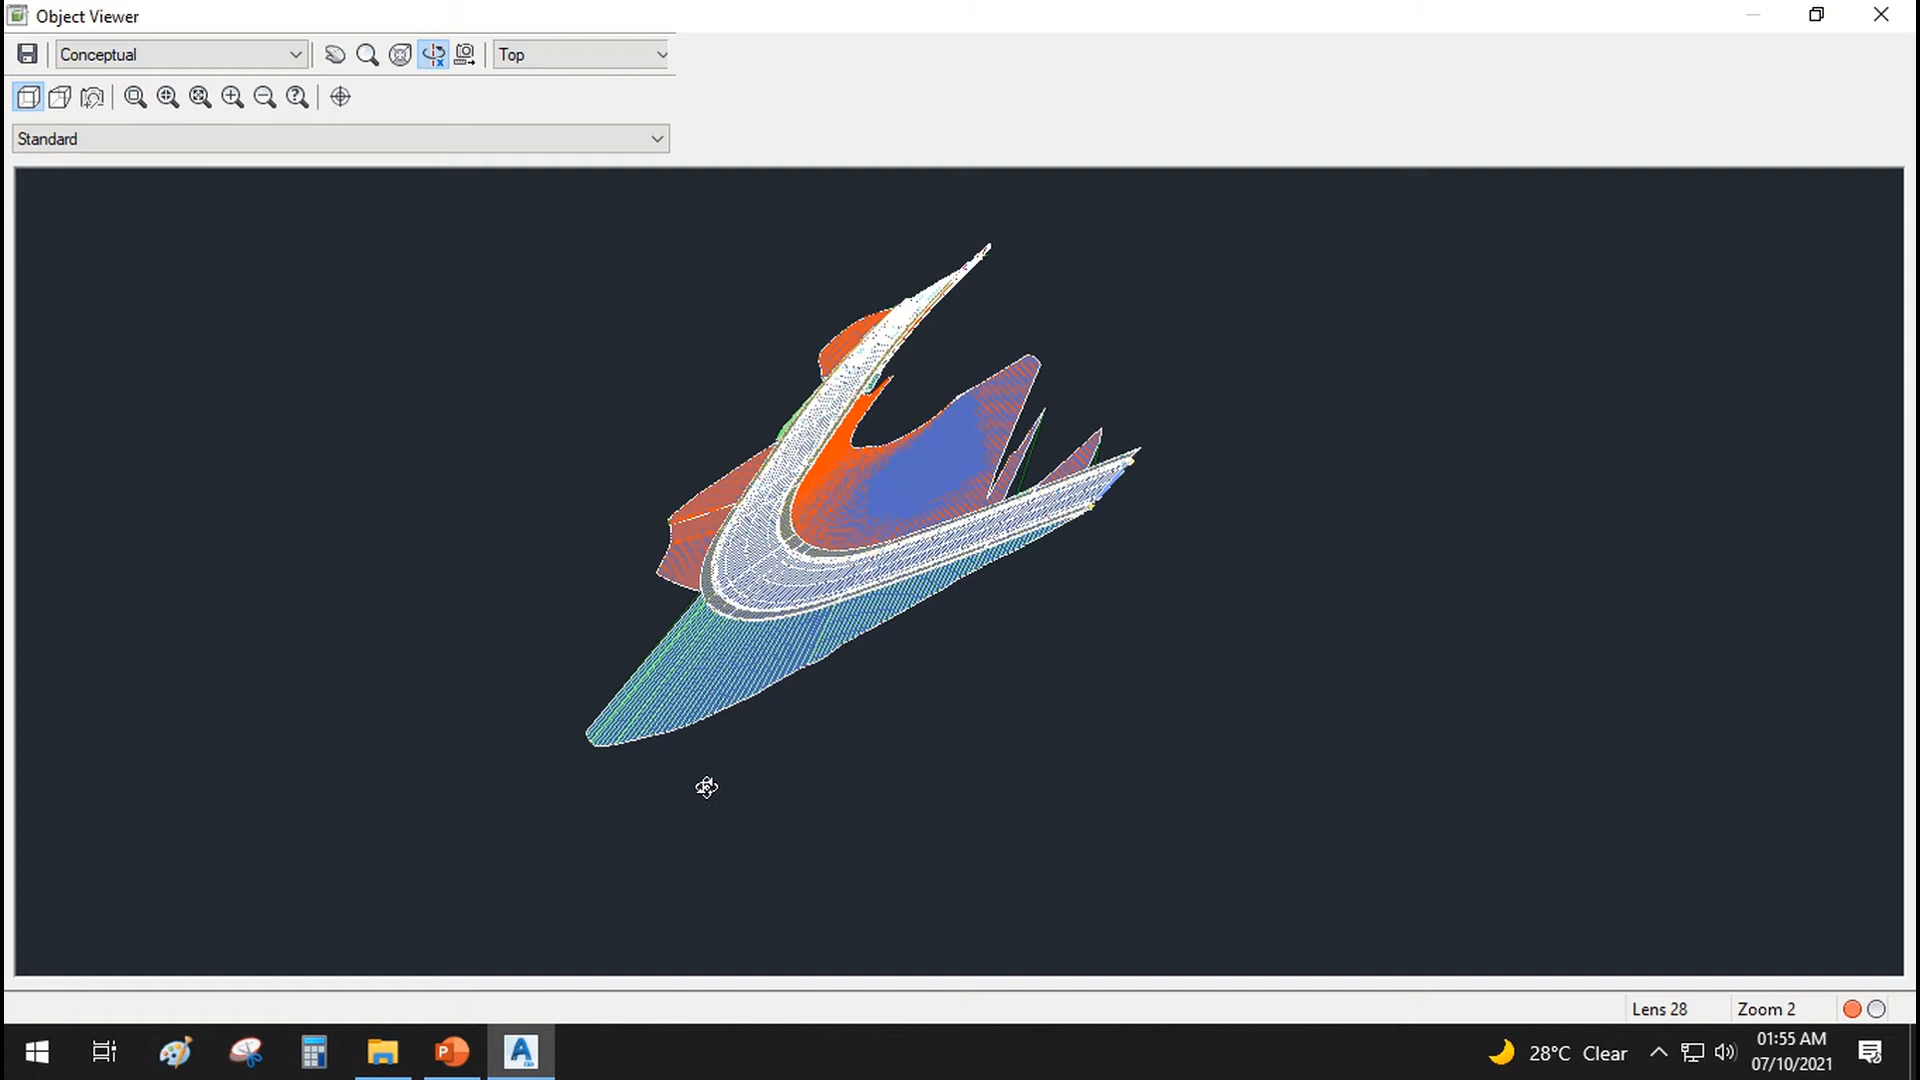 Object Viewer
Conceptual
Top
Standard
Lens 28
Zoom 2
28°C Clear
01:55 AM
07/10/2021